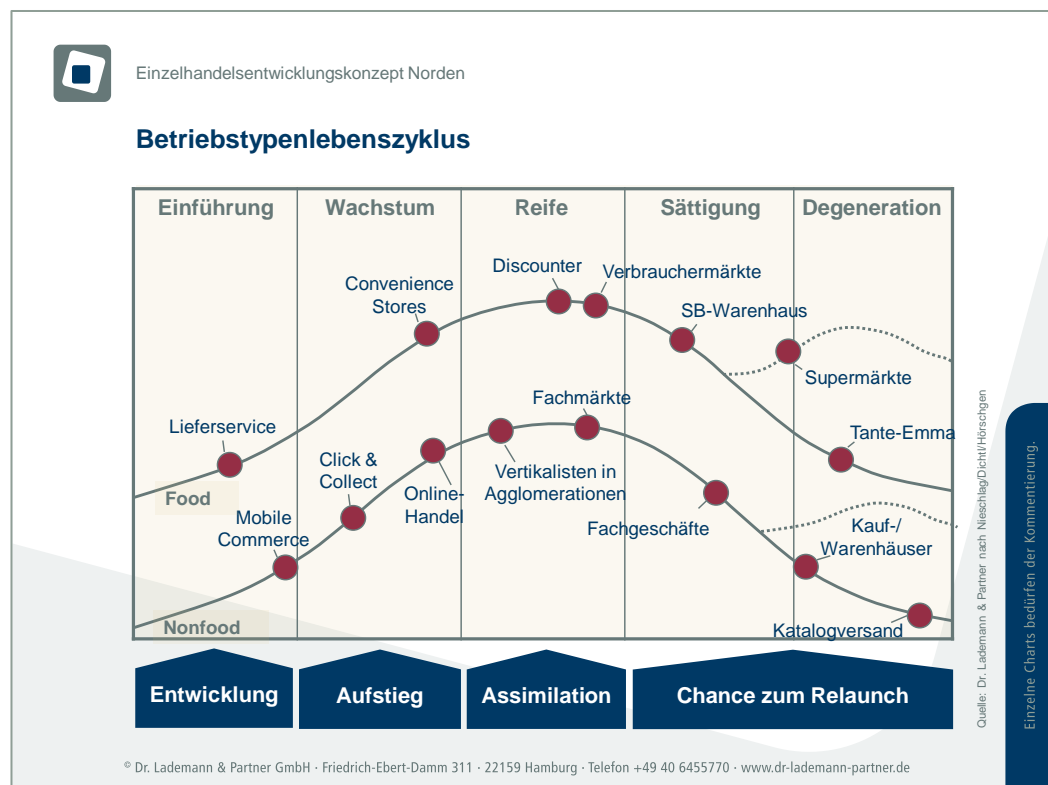 Einzelhandelsentwicklungskonzept Norden
Betriebstypenlebenszyklus
Einführung
Wachstum
Reife
Sättigung
Degeneration
Discounter
Verbrauchermärkte
Convenience
Stores
SB-Warenhaus
Supermärkte
Fachmärkte
Lieferservice
Tante-Emma
Click &
Collect
Vertikalisten in
Agglomerationen
Online-
Handel
Food
Mobile
Commerce
Fachgeschäfte
Kauf-/
Warenhäuser
Nonfood
Katalogversand
Entwicklung
Aufstieg
Assimilation
Chance zum Relaunch
Quelle: Dr. Lademann & Partner nach Nieschlag/Dichtl/Hörschgen
Einzelne Charts bedürfen der Kommentierung.
© Dr. Lademann & Partner GmbH · Friedrich-Ebert-Damm 311 · 22159 Hamburg · Telefon +49 40 6455770 · www.dr-lademann-partner.de